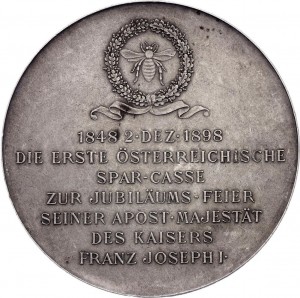 1848·2·DEZ·1898
DIE ERSTE ÖSTERREICHISCHE
SPAR-CASSE
ZUR·JUBILÄUMS·FEIER
SEINER APOST·MAJESTÄT
DES KAISERS
FRANZ·JOSEPH I·